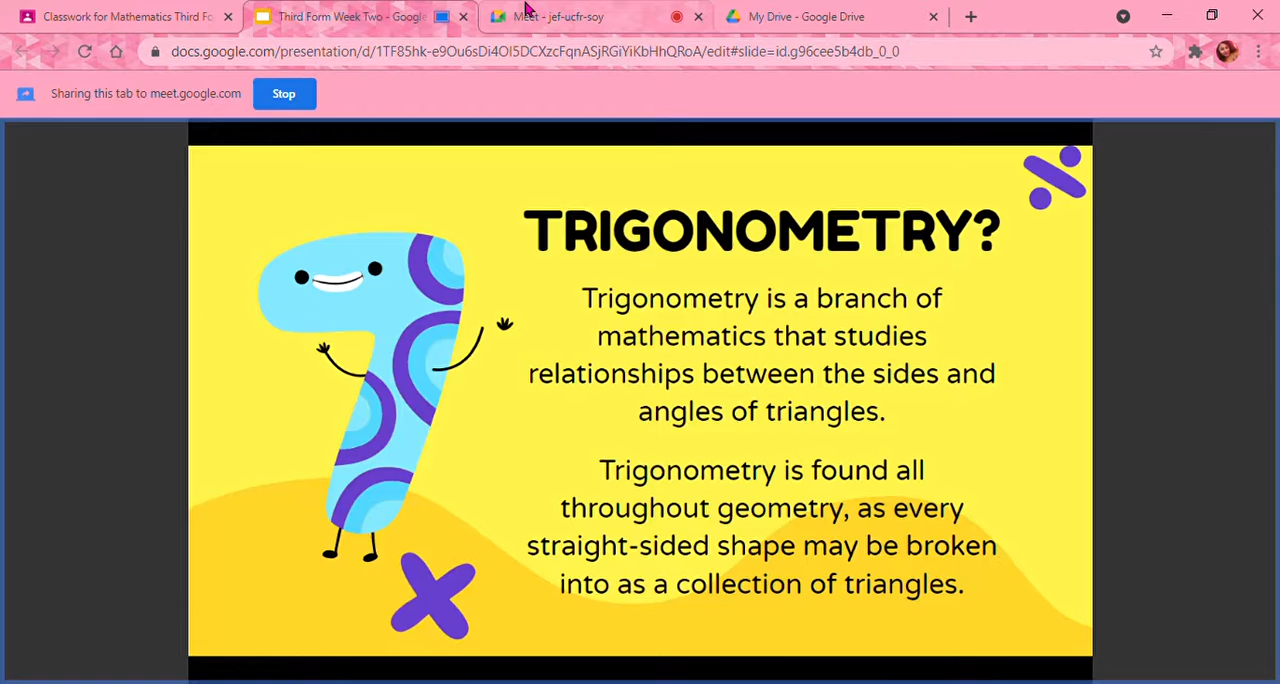 Classwork for Mathematics Third Fo
Third Form Week Two - Google
Meet - jef-ucfr-soy
My Drive - Google Drive
docs.google.com/presentation/d/1TF85hk-e9Ou6sDi4Ol5DCXzcFqnASjRGiYiKbHhQRoA/edit#slide=id.g96cee5b4db_0_0
Sharing this tab to meet.google.com
Stop
TRIGONOMETRY?
Trigonometry is a branch of
mathematics that studies
relationships between the sides and
angles of triangles.
Trigonometry is found all
throughout geometry, as every
straight-sided shape may be broken
into as a collection of triangles.